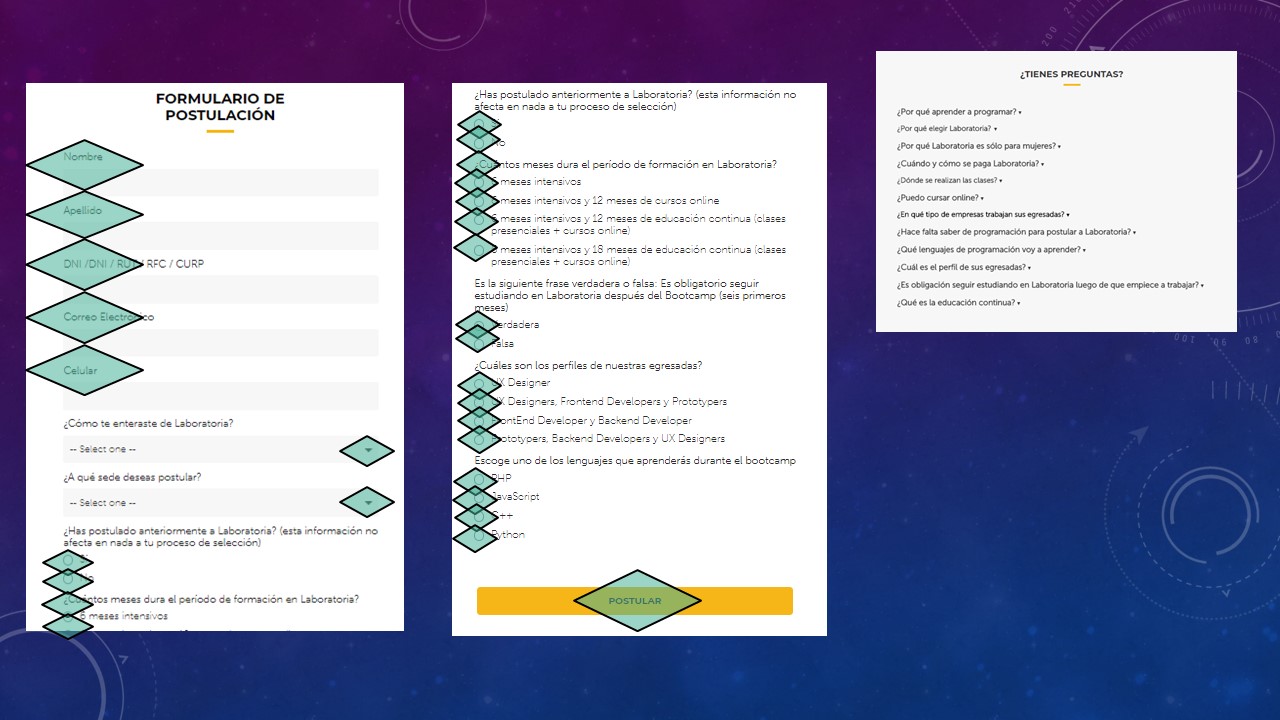 FORMULARIO DE
POSTULACIÓN
Nombre
Apellido
DNI /DNI / RUT / RFC / CURP
Correo Electronico
Celular
¿Cómo te enteraste de Laboratoria?
-- Select one --
¿A qué sede deseas postular?
-- Select one --
¿Has postulado anteriormente a Laboratoria? (esta información no
afecta en nada a tu proceso de selección)
Si
No
¿Cuántos meses dura el período de formación en Laboratoria?
6 meses intensivos
¿Has postulado anteriormente a Laboratoria? (esta información no
afecta en nada a tu proceso de selección)
Si
No
¿Cuántos meses dura el período de formación en Laboratoria?
6 meses intensivos
meses intensivos y 12 meses de cursos online
6 meses intensivos y 12 meses de educación continua (clases
presenciales + cursos online)
meses intensivos y 18 meses de educación continua (clases
presenciales + cursos online)
Es la siguiente frase verdadera o falsa: Es obligatorio seguir
estudiando en Laboratoria después del Bootcamp (seis primeros
meses)
Verdadera
Falsa
¿Cuáles son los perfiles de nuestras egresadas?
UX Designer
UX Designers, Frontend Developers y Prototypers
FrontEnd Developer y Backend Developer
Prototypers, Backend Developers y UX Designers
Escoge uno de los lenguajes que aprenderás durante el bootcamp
PHP
JavaScript
C++
Python
POSTULAR
¿TIENES PREGUNTAS?
¿Por qué aprender a programar? ▾
¿Por qué elegir Laboratoria? ▾
¿Por qué Laboratoria es sólo para mujeres? ▾
¿Cuándo y cómo se paga Laboratoria? ▾
¿Dónde se realizan las clases? ▾
¿Puedo cursar online? ▾
¿En qué tipo de empresas trabajan sus egresadas? ▾
¿Hace falta saber de programación para postular a Laboratoria? ▾
¿Qué lenguajes de programación voy a aprender? ▾
¿Cuál es el perfil de sus egresadas? ▾
¿Es obligación seguir estudiando en Laboratoria luego de que empiece a trabajar? ▾
¿Qué es la educación continua? ▾